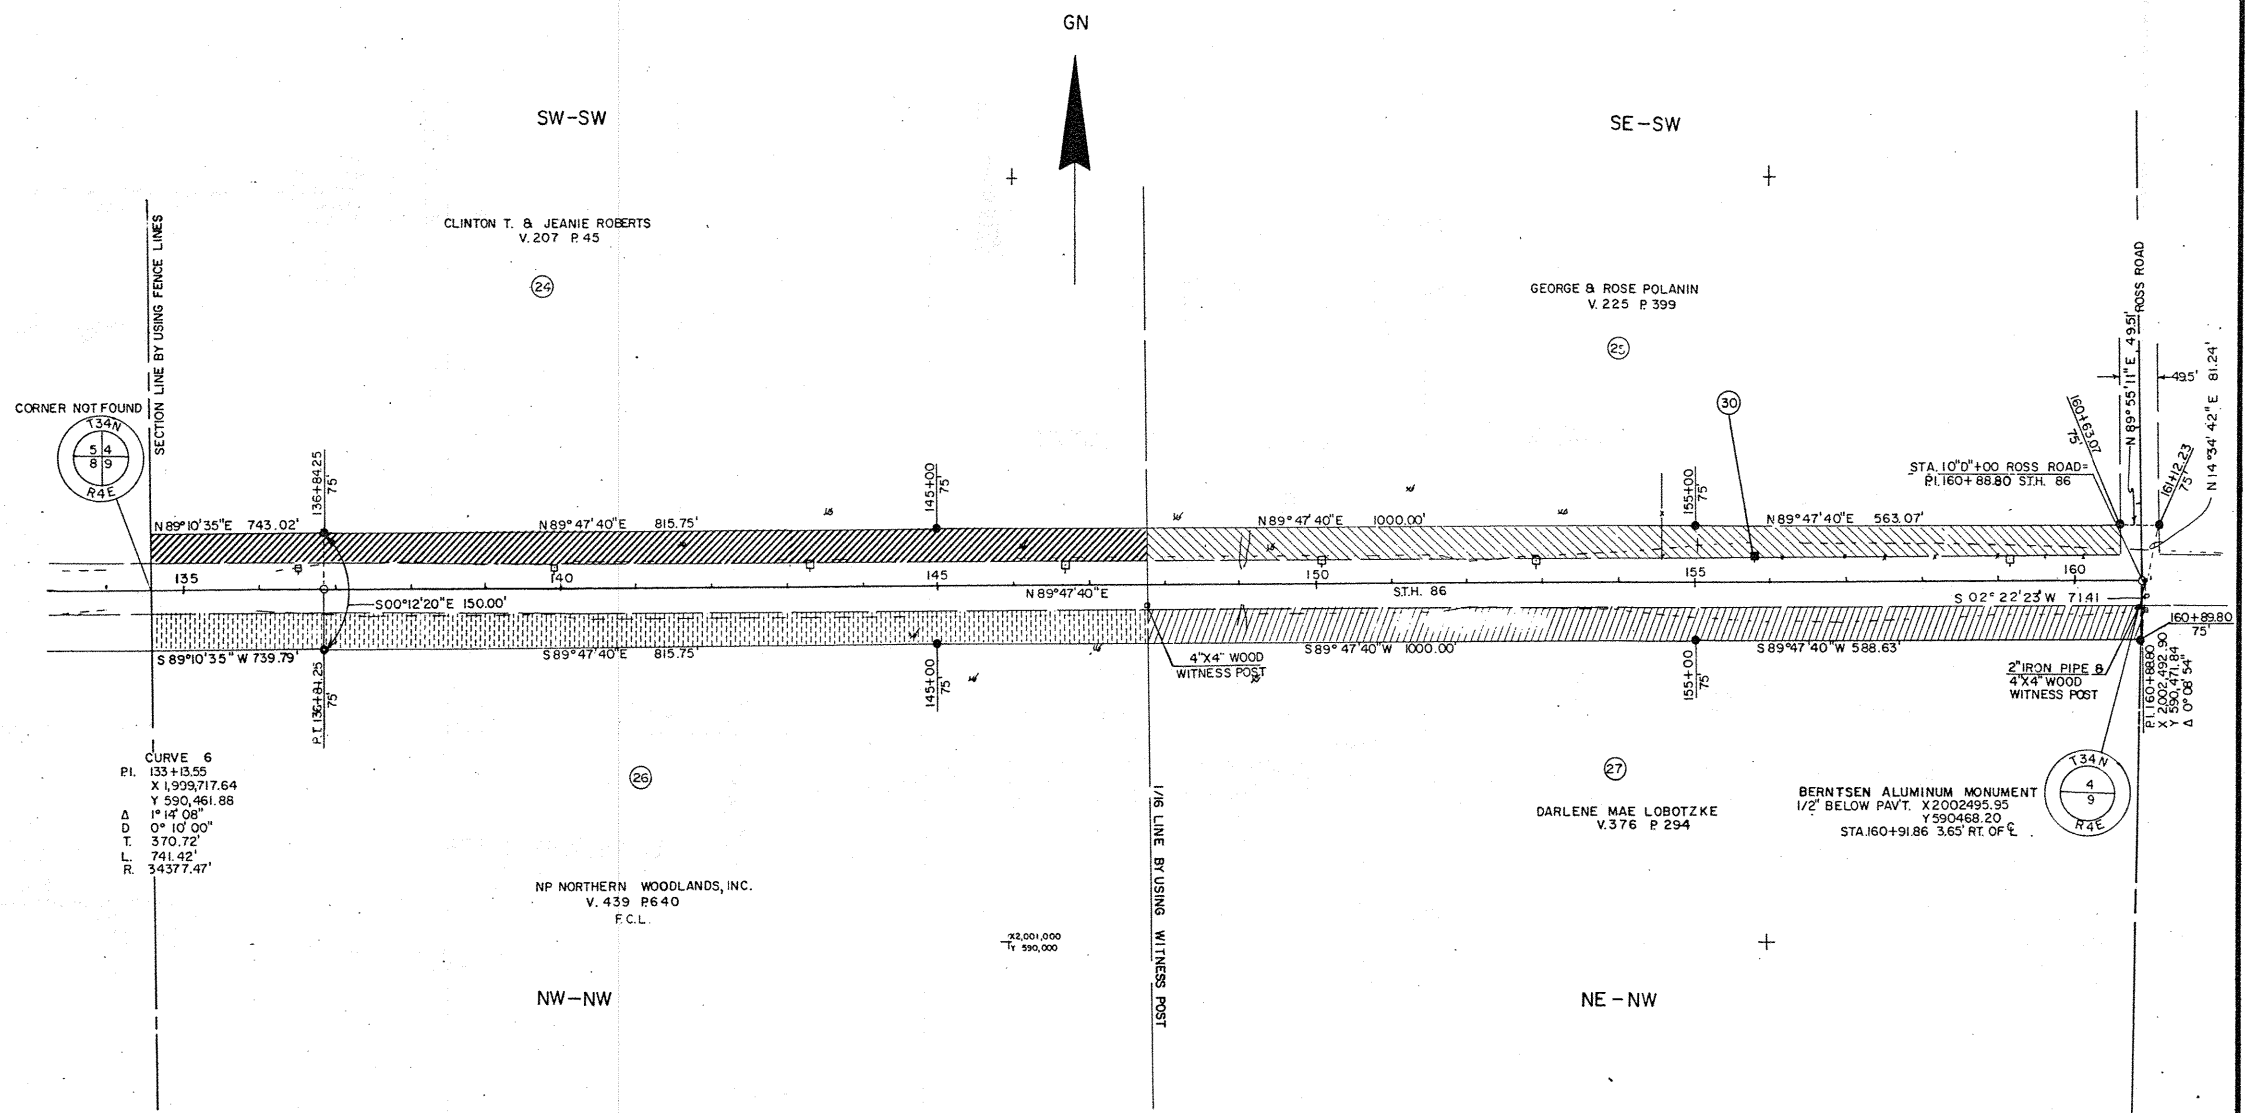 GN
SW-SW
SE-SW
SECTION LINE BY USING FENCE LINES
CLINTON T. & JEANIE ROBERTS
V. 207 P. 45
24
GEORGE & ROSE POLANIN
V. 225 P. 399
25
ROSS ROAD
N 89°55'11" E 49.51'
49.5'
N 14°34'42" E 81.24'
CORNER NOT FOUND
T34N
5 4
8 9
R4E
30
160+63.07
75'
161+12.23
75'
STA. 10"D"+00 ROSS ROAD=
P.I. 160+88.80 S.T.H. 86
136+84.25
75'
145+00
75'
155+00
75'
N 89°10'35"E 743.02'
N 89°47'40"E 815.75'
N 89°47'40"E 1000.00'
N 89°47'40"E 563.07'
135
140
145
150
155
160
N 89°47'40"E
S.T.H. 86
S00°12'20"E 150.00'
S 02°22'23"W 71.41
160+89.80
75'
S 89°10'35"W 739.79'
S89°47'40"E 815.75'
S 89°47'40"W 1000.00'
S 89°47'40"W 588.63'
4"X4" WOOD
WITNESS POST
2" IRON PIPE &
4"X4" WOOD
WITNESS POST
P.T. 136+84.25
75'
145+00
75'
155+00
75'
P.I. 160+88.80
X 2,002,492.90
Y 590,471.84
Δ 0°08'54"
CURVE 6
P.I. 133+13.55
X 1,999,717.64
Y 590,461.88
Δ 1°14'08"
D 0°10'00"
T. 370.72'
L. 741.42'
R. 34377.47'
26
27
1/16 LINE BY USING WITNESS POST
DARLENE MAE LOBOTZKE
V. 376 P. 294
BERNTSEN ALUMINUM MONUMENT
1/2" BELOW PAV'T. X2002495.95
Y590468.20
STA.160+91.86 3.65' RT. OF ℄
T34N
4
9
R4E
NP NORTHERN WOODLANDS, INC.
V. 439 P.640
F.C.L.
X2,001,000
Y 590,000
NW-NW
NE-NW